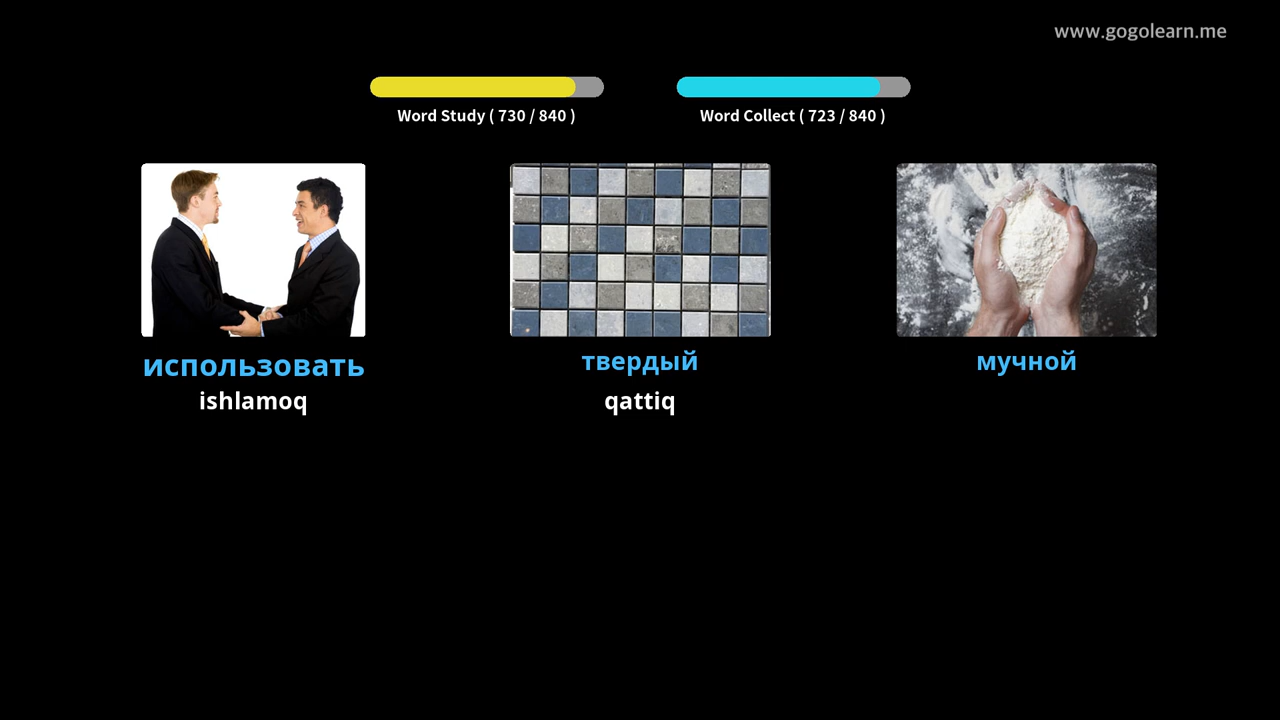 www.gogolearn.me
Word Study ( 730 / 840 )
Word Collect ( 723 / 840 )
использовать
ishlamoq
твердый
qattiq
мучной